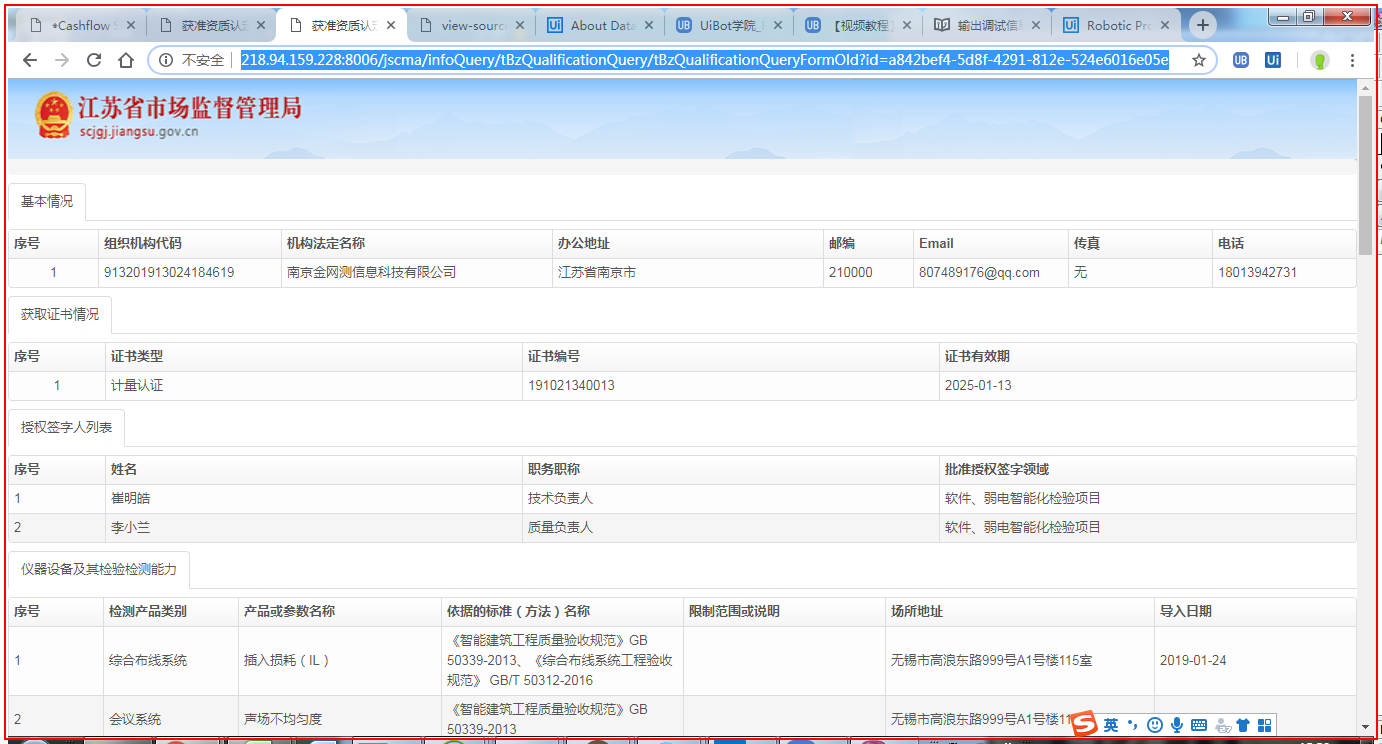 *Cashflow S
获准资质认
获准资质认
view-sourc
About Data
UiBot学院_
【视频教程】
输出调试信息
Robotic Pro
不安全 218.94.159.228:8006/jscma/infoQuery/tBzQualificationQuery/tBzQualificationQueryFormOld?id=a842bef4-5d8f-4291-812e-524e6016e05e
江苏省市场监督管理局
scjgj.jiangsu.gov.cn
基本情况
序号 组织机构代码 机构法定名称 办公地址 邮编 Email 传真 电话
1 913201913024184619 南京金网测信息科技有限公司 江苏省南京市 210000 807489176@qq.com 无 18013942731
获取证书情况
序号 证书类型 证书编号 证书有效期
1 计量认证 191021340013 2025-01-13
授权签字人列表
序号 姓名 职务职称 批准授权签字领域
1 崔明皓 技术负责人 软件、弱电智能化检验项目
2 李小兰 质量负责人 软件、弱电智能化检验项目
仪器设备及其检验检测能力
序号 检测产品类别 产品或参数名称 依据的标准（方法）名称 限制范围或说明 场所地址 导入日期
1 综合布线系统 插入损耗（IL） 《智能建筑工程质量验收规范》GB 50339-2013、《综合布线系统工程验收规范》 GB/T 50312-2016 无锡市高浪东路999号A1号楼115室 2019-01-24
2 会议系统 声场不均匀度 《智能建筑工程质量验收规范》GB 50339-2013 无锡市高浪东路999号A1号楼11
英